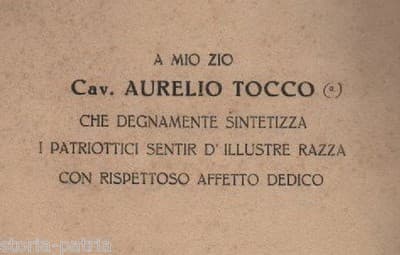 A MIO ZIO
Cav. AURELIO TOCCO (a)
CHE DEGNAMENTE SINTETIZZA
I PATRIOTTICI SENTIR D'ILLUSTRE RAZZA
CON RISPETTOSO AFFETTO DEDICO
storia-patria